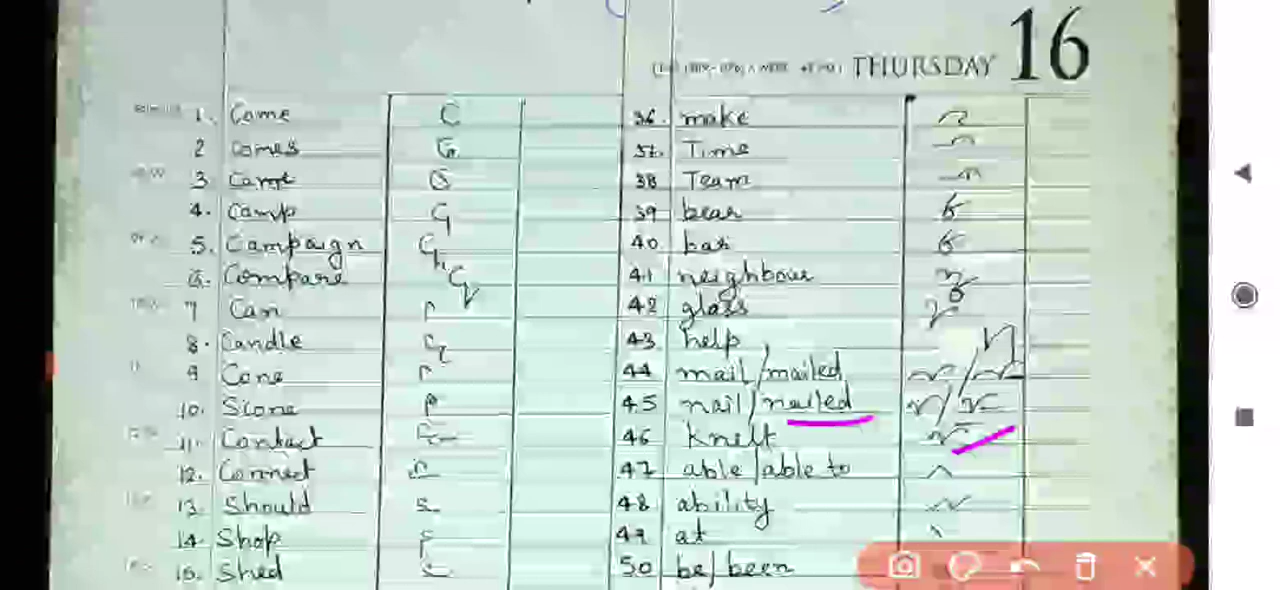 THURSDAY 16
1. Come
2 Comes
3. Came
4. Camp
5. Campaign
6. Compare
7 Can
8. Candle
9 Cone
10. Scone
11. Contact
12. Connect
13. Should
14. Shop
15. Shed
36. make
Time
38 Team
39 bear
40 bar
41 neighbour
42 glass
43 help
44 mail/mailed
45 nail/nailed
46 Knelt
47 able/able to
48 ability
49 at
50 be/been